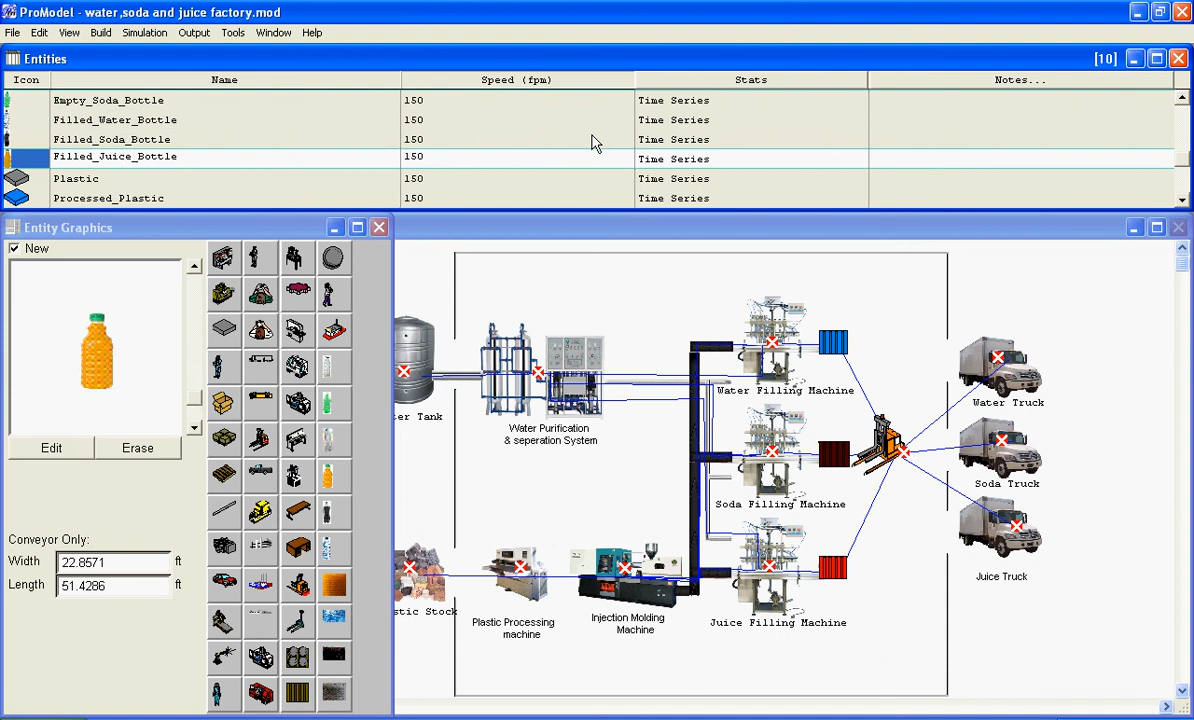 ProModel - water,soda and juice factory.mod
File Edit View Build Simulation Output Tools Window Help
Entities [10]
Icon Name Speed (fpm) Stats Notes...
Empty_Soda_Bottle 150 Time Series
Filled_Water_Bottle 150 Time Series
Filled_Soda_Bottle 150 Time Series
Filled_Juice_Bottle 150 Time Series
Plastic 150 Time Series
Processed_Plastic 150 Time Series
Entity Graphics
New
Edit Erase
Conveyor Only:
Width 22.8571 ft
Length 51.4286 ft
ter Tank
Water Purification
& seperation System
Water Filling Machine
Water Truck
Soda Filling Machine
Soda Truck
Juice Truck
stic Stock
Plastic Processing
machine
Injection Molding
Machine
Juice Filling Machine